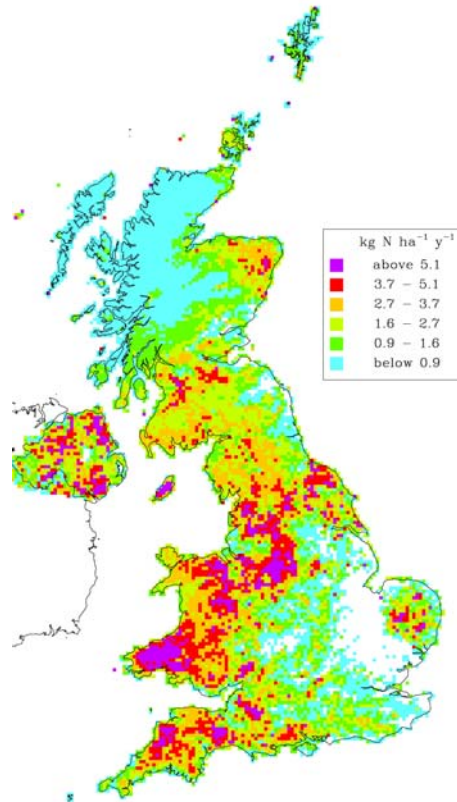 kg N ha⁻¹ y⁻¹
above 5.1
3.7 – 5.1
2.7 – 3.7
1.6 – 2.7
0.9 – 1.6
below 0.9